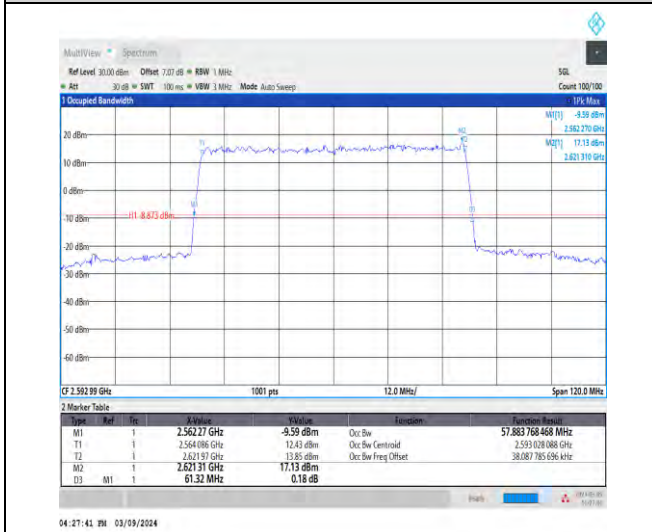 MultiView Spectrum
Ref Level 30.00 dBm Offset 7.07 dB RBW 1 MHz SGL
Att 30 dB SWT 100 ms VBW 3 MHz Mode Auto Sweep Count 100/100
1 Occupied Bandwidth 1Pk Max
M1[1] -9.59 dBm
2.562 270 GHz
M2[1] 17.13 dBm
2.621 310 GHz
20 dBm
10 dBm
0 dBm
-10 dBm
H1 -8.873 dBm
-20 dBm
-30 dBm
-40 dBm
-50 dBm
-60 dBm
M1
T1
M2
D3
CF 2.592 99 GHz 1001 pts 12.0 MHz/ Span 120.0 MHz
2 Marker Table
Type Ref Trc X-Value Y-Value Function Function Result
M1 1 2.562 27 GHz -9.59 dBm Occ Bw 57.883 768 468 MHz
T1 1 2.564 086 GHz 12.43 dBm Occ Bw Centroid 2.593 028 088 GHz
T2 1 2.621 97 GHz 13.85 dBm Occ Bw Freq Offset 38.087 785 696 kHz
M2 1 2.621 31 GHz 17.13 dBm
D3 M1 1 61.32 MHz 0.18 dB
04:27:41 PM 03/09/2024